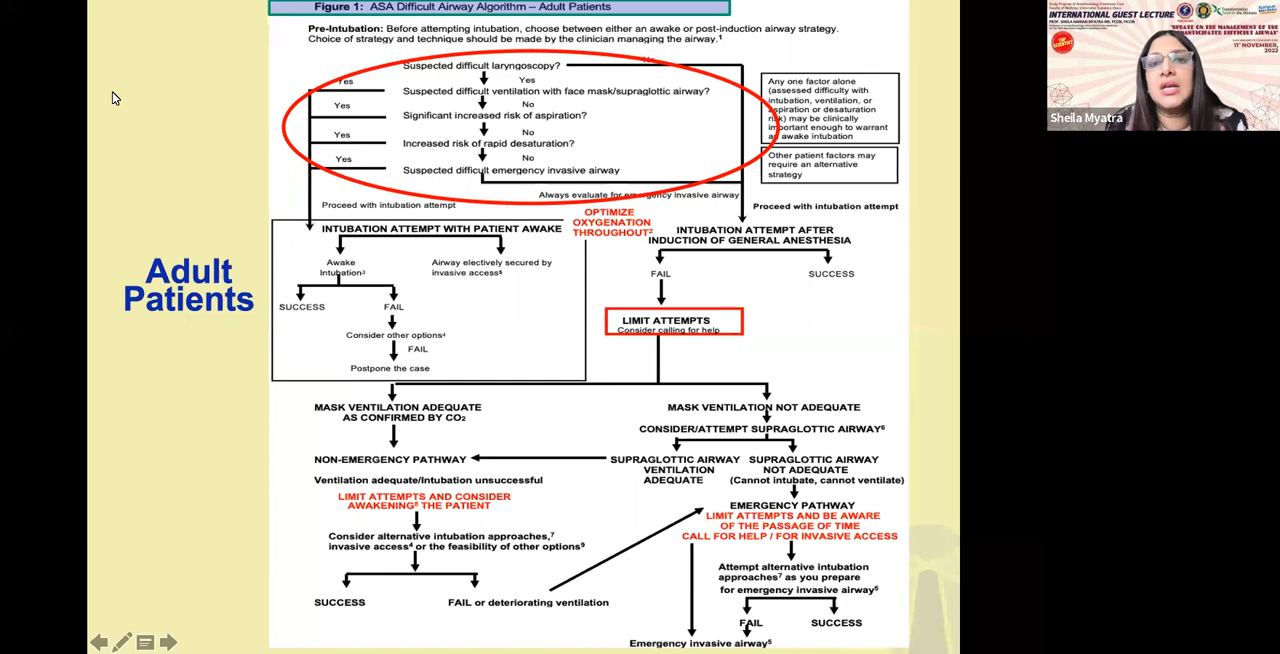 Figure 1: ASA Difficult Airway Algorithm – Adult Patients
Pre-Intubation: Before attempting intubation, choose between either an awake or post-induction airway strategy.
Choice of strategy and technique should be made by the clinician managing the airway.¹
Suspected difficult laryngoscopy?
Yes
Yes
Suspected difficult ventilation with face mask/supraglottic airway?
Yes
No
Significant increased risk of aspiration?
Yes
No
Increased risk of rapid desaturation?
Yes
No
Suspected difficult emergency invasive airway
Always evaluate for emergency invasive airway
Any one factor alone
(assessed difficulty with
intubation, ventilation, or
aspiration or desaturation
risk) may be clinically
important enough to warrant
an awake intubation
Other patient factors may
require an alternative
strategy
Proceed with intubation attempt
Proceed with intubation attempt
OPTIMIZE
OXYGENATION
THROUGHOUT²
INTUBATION ATTEMPT WITH PATIENT AWAKE
Awake
Intubation³
Airway electively secured by
invasive access⁵
SUCCESS
FAIL
Consider other options⁴
FAIL
Postpone the case
INTUBATION ATTEMPT AFTER
INDUCTION OF GENERAL ANESTHESIA
FAIL
SUCCESS
LIMIT ATTEMPTS
Consider calling for help
Adult
Patients
MASK VENTILATION ADEQUATE
AS CONFIRMED BY CO₂
NON-EMERGENCY PATHWAY
Ventilation adequate/Intubation unsuccessful
LIMIT ATTEMPTS AND CONSIDER
AWAKENING⁸ THE PATIENT
Consider alternative intubation approaches,⁷
invasive access⁴ or the feasibility of other options⁹
SUCCESS
FAIL or deteriorating ventilation
MASK VENTILATION NOT ADEQUATE
CONSIDER/ATTEMPT SUPRAGLOTTIC AIRWAY⁶
SUPRAGLOTTIC AIRWAY
VENTILATION
ADEQUATE
SUPRAGLOTTIC AIRWAY
NOT ADEQUATE
(Cannot intubate, cannot ventilate)
EMERGENCY PATHWAY
LIMIT ATTEMPTS AND BE AWARE
OF THE PASSAGE OF TIME
CALL FOR HELP / FOR INVASIVE ACCESS
Attempt alternative intubation
approaches⁷ as you prepare
for emergency invasive airway⁵
FAIL
SUCCESS
Emergency invasive airway⁵
INTERNATIONAL GUEST LECTURE
11ᵗʰ NOVEMBER,
2022
Sheila Myatra